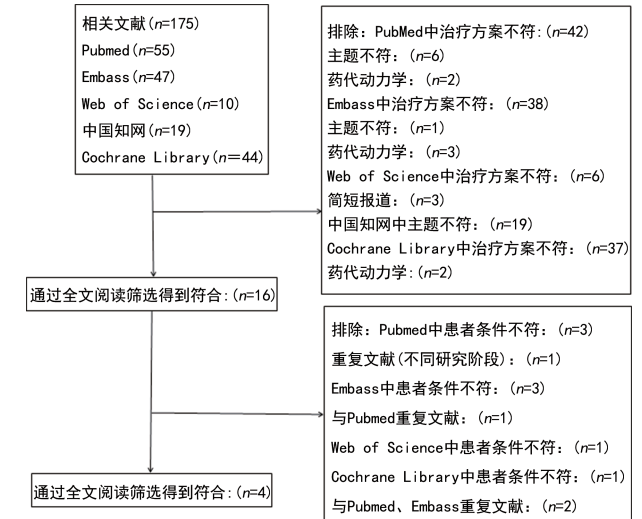 相关文献(n=175)
Pubmed(n=55)
Embass(n=47)
Web of Science(n=10)
中国知网(n=19)
Cochrane Library(n=44)
排除：PubMed中治疗方案不符:(n=42)
主题不符：(n=6)
药代动力学：(n=2)
Embass中治疗方案不符：(n=38)
主题不符：(n=1)
药代动力学：(n=3)
Web of Science中治疗方案不符：(n=6)
简短报道：(n=3)
中国知网中主题不符：(n=19)
Cochrane Library中治疗方案不符：(n=37)
药代动力学:(n=2)
通过全文阅读筛选得到符合:(n=16)
排除：Pubmed中患者条件不符：(n=3)
重复文献(不同研究阶段)：(n=1)
Embass中患者条件不符：(n=3)
与Pubmed重复文献：(n=1)
Web of Science中患者条件不符：(n=1)
Cochrane Library中患者条件不符：(n=1)
与Pubmed、Embass重复文献：(n=2)
通过全文阅读筛选得到符合:(n=4)